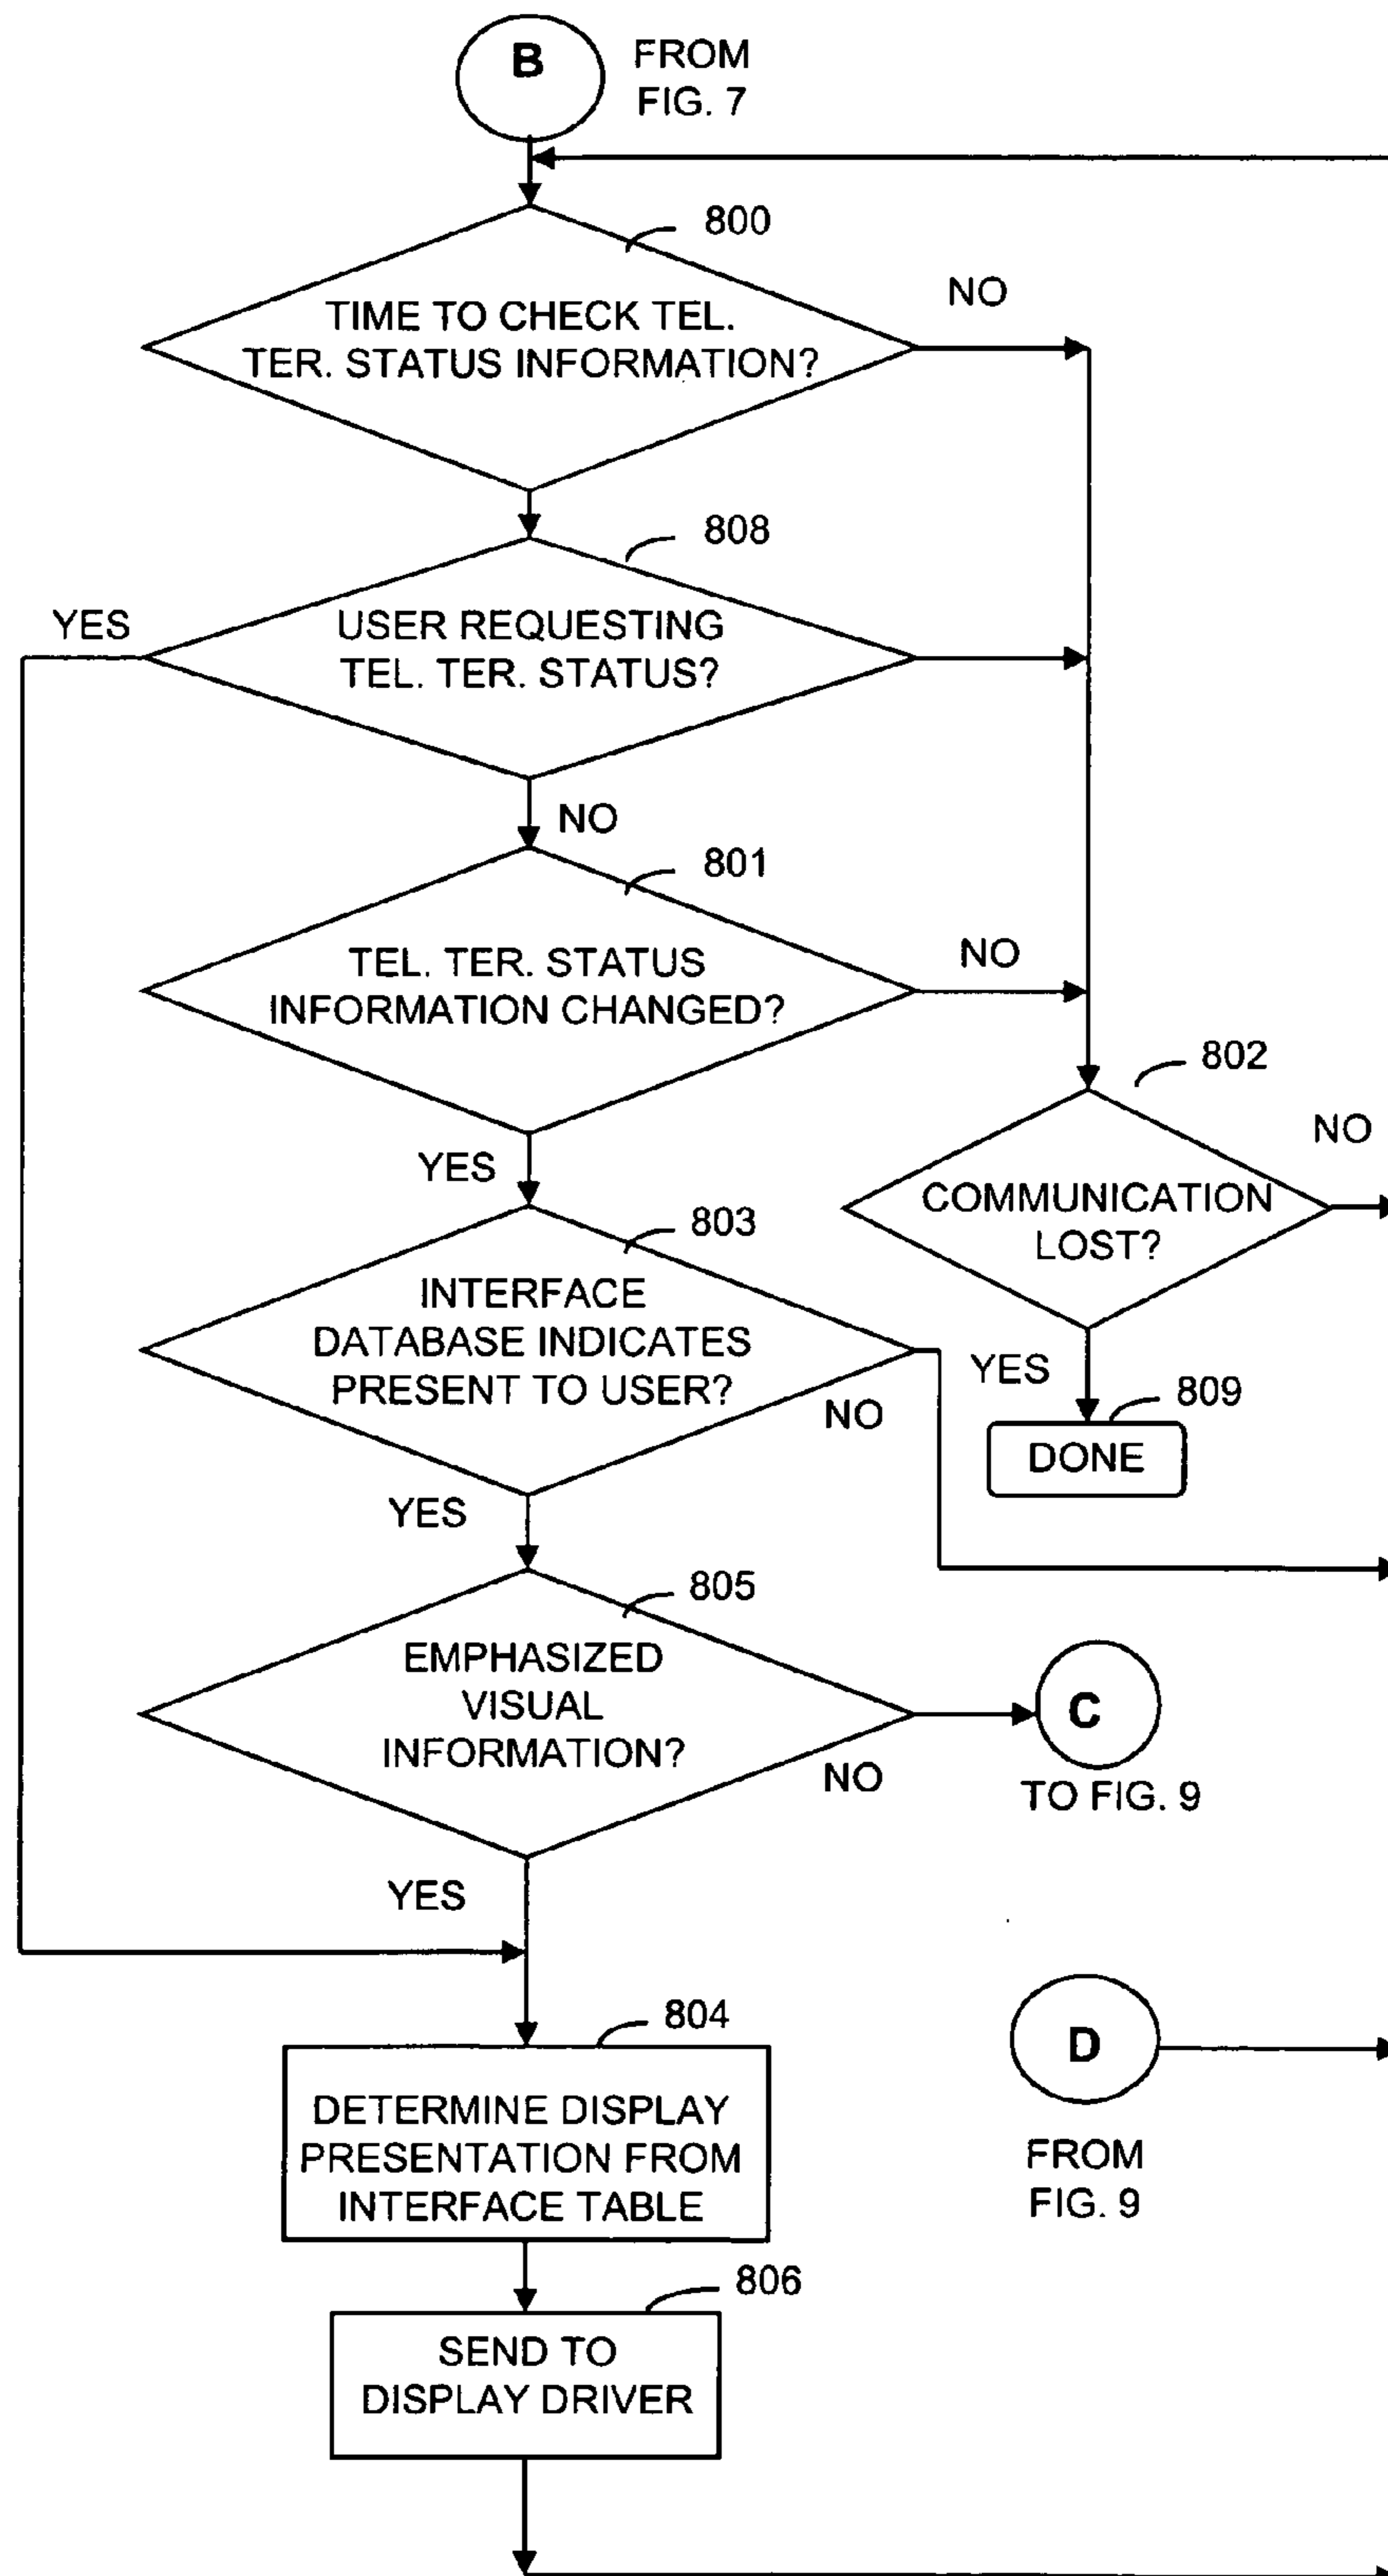 B
FROM
FIG. 7
800
TIME TO CHECK TEL.
TER. STATUS INFORMATION?
NO
808
YES
USER REQUESTING
TEL. TER. STATUS?
NO
801
TEL. TER. STATUS
INFORMATION CHANGED?
NO
802
YES
COMMUNICATION
LOST?
NO
803
INTERFACE
DATABASE INDICATES
PRESENT TO USER?
NO
YES
809
DONE
YES
805
EMPHASIZED
VISUAL
INFORMATION?
NO
C
TO FIG. 9
YES
804
DETERMINE DISPLAY
PRESENTATION FROM
INTERFACE TABLE
D
FROM
FIG. 9
806
SEND TO
DISPLAY DRIVER